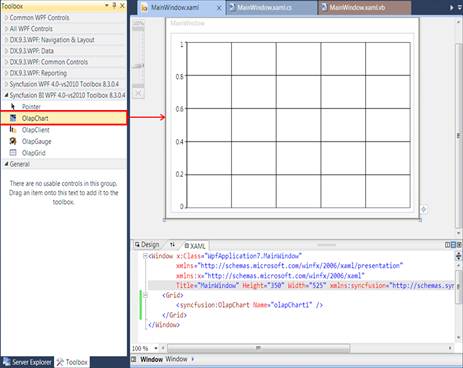 Toolbox
Common WPF Controls
All WPF Controls
DX.9.3.WPF: Navigation & Layout
DX.9.3.WPF: Data
DX.9.3.WPF: Common Controls
DX.9.3.WPF: Reporting
Syncfusion WPF 4.0-vs2010 Toolbox 8.3.0.4
Syncfusion BI WPF 4.0-vs2010 Toolbox 8.3.0.4
Pointer
OlapChart
OlapClient
OlapGauge
OlapGrid
General
There are no usable controls in this group.
Drag an item onto this text to add it to the
toolbox.
Server Explorer Toolbox
MainWindow.xaml MainWindow.xaml.cs MainWindow.xaml.vb
MainWindow
1
0.8
0.6
0.4
0.2
0
Design XAML
<Window x:Class="WpfApplication7.MainWindow"
xmlns="http://schemas.microsoft.com/winfx/2006/xaml/presentation"
xmlns:x="http://schemas.microsoft.com/winfx/2006/xaml"
Title="MainWindow" Height="350" Width="525" xmlns:syncfusion="http://schemas.syn
<Grid>
<syncfusion:OlapChart Name="olapChart1" />
</Grid>
</Window>
100 %
Window Window